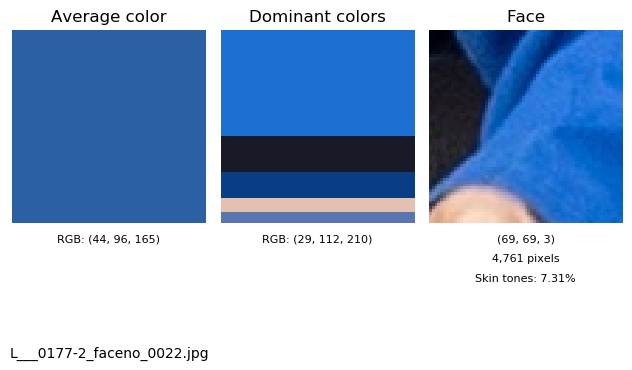 Average color
Dominant colors
Face
RGB: (44, 96, 165)
RGB: (29, 112, 210)
(69, 69, 3)
4,761 pixels
Skin tones: 7.31%
L___0177-2_faceno_0022.jpg